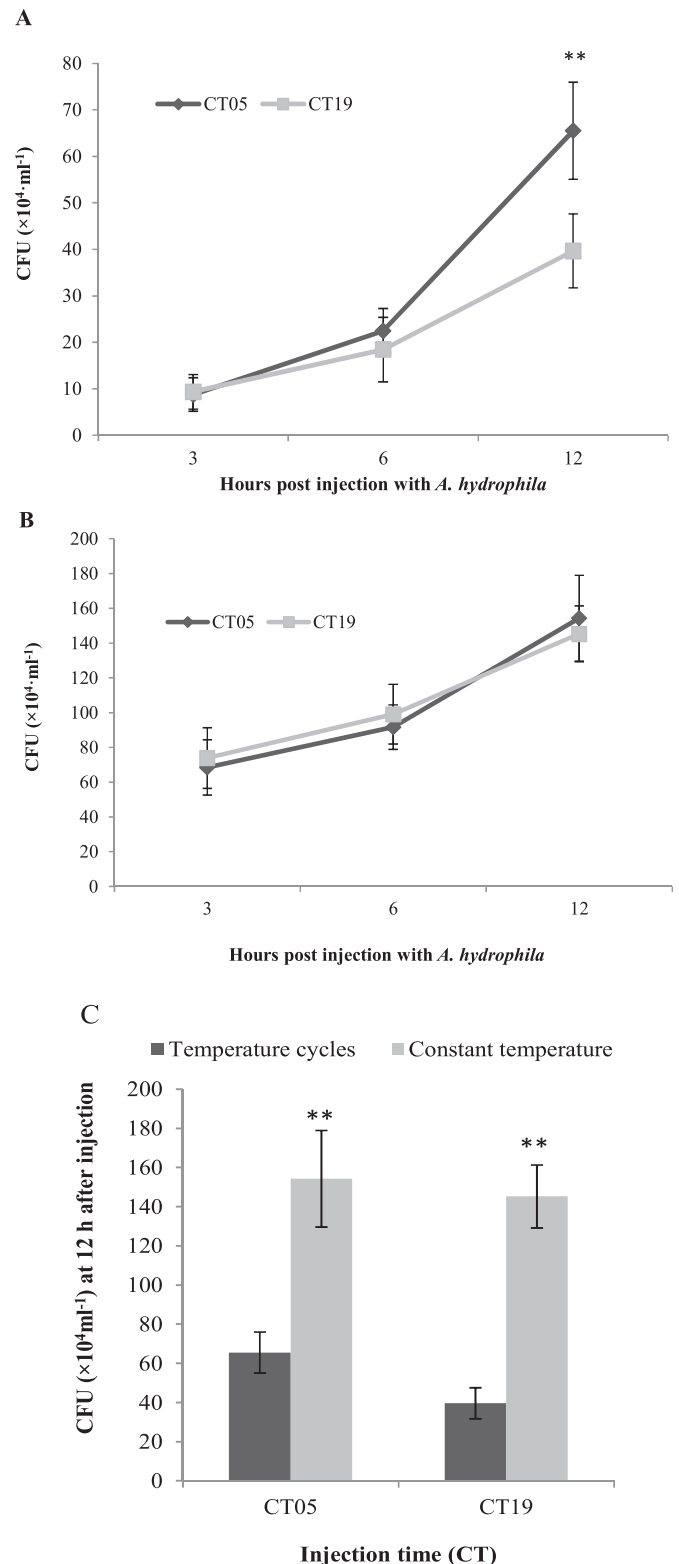 A
**
80
70
60
50
40
30
20
10
0
CT05 CT19
CFU (×10⁴·ml⁻¹)
3 6 12
Hours post injection with A. hydrophila
B
200
180
160
140
120
100
80
60
40
20
0
CT05 CT19
CFU (×10⁴·ml⁻¹)
3 6 12
Hours post injection with A. hydrophila
C
Temperature cycles Constant temperature
200
180
160
140
120
100
80
60
40
20
0
** **
CFU (×10⁴ml⁻¹) at 12 h after injection
CT05 CT19
Injection time (CT)